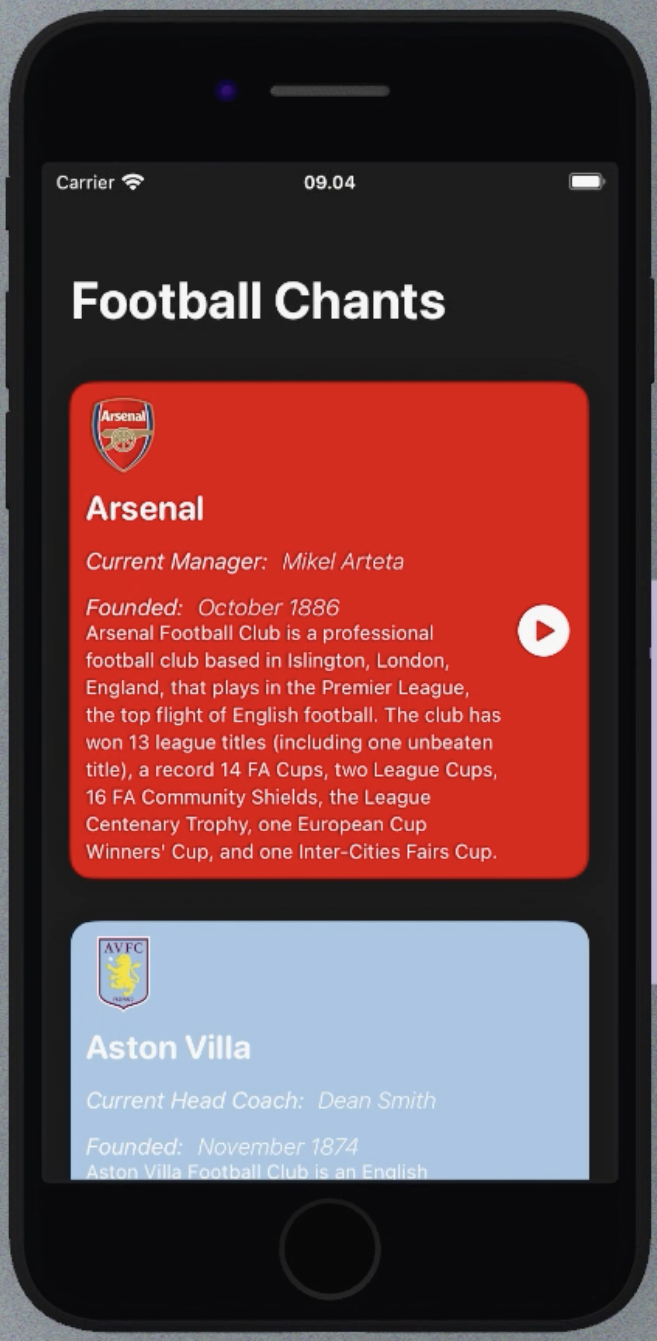 Carrier
09.04
Football Chants
Arsenal
Arsenal
Current Manager: Mikel Arteta
Founded: October 1886
Arsenal Football Club is a professional
football club based in Islington, London,
England, that plays in the Premier League,
the top flight of English football. The club has
won 13 league titles (including one unbeaten
title), a record 14 FA Cups, two League Cups,
16 FA Community Shields, the League
Centenary Trophy, one European Cup
Winners' Cup, and one Inter-Cities Fairs Cup.
AVFC
Aston Villa
Current Head Coach: Dean Smith
Founded: November 1874
Aston Villa Football Club is an English